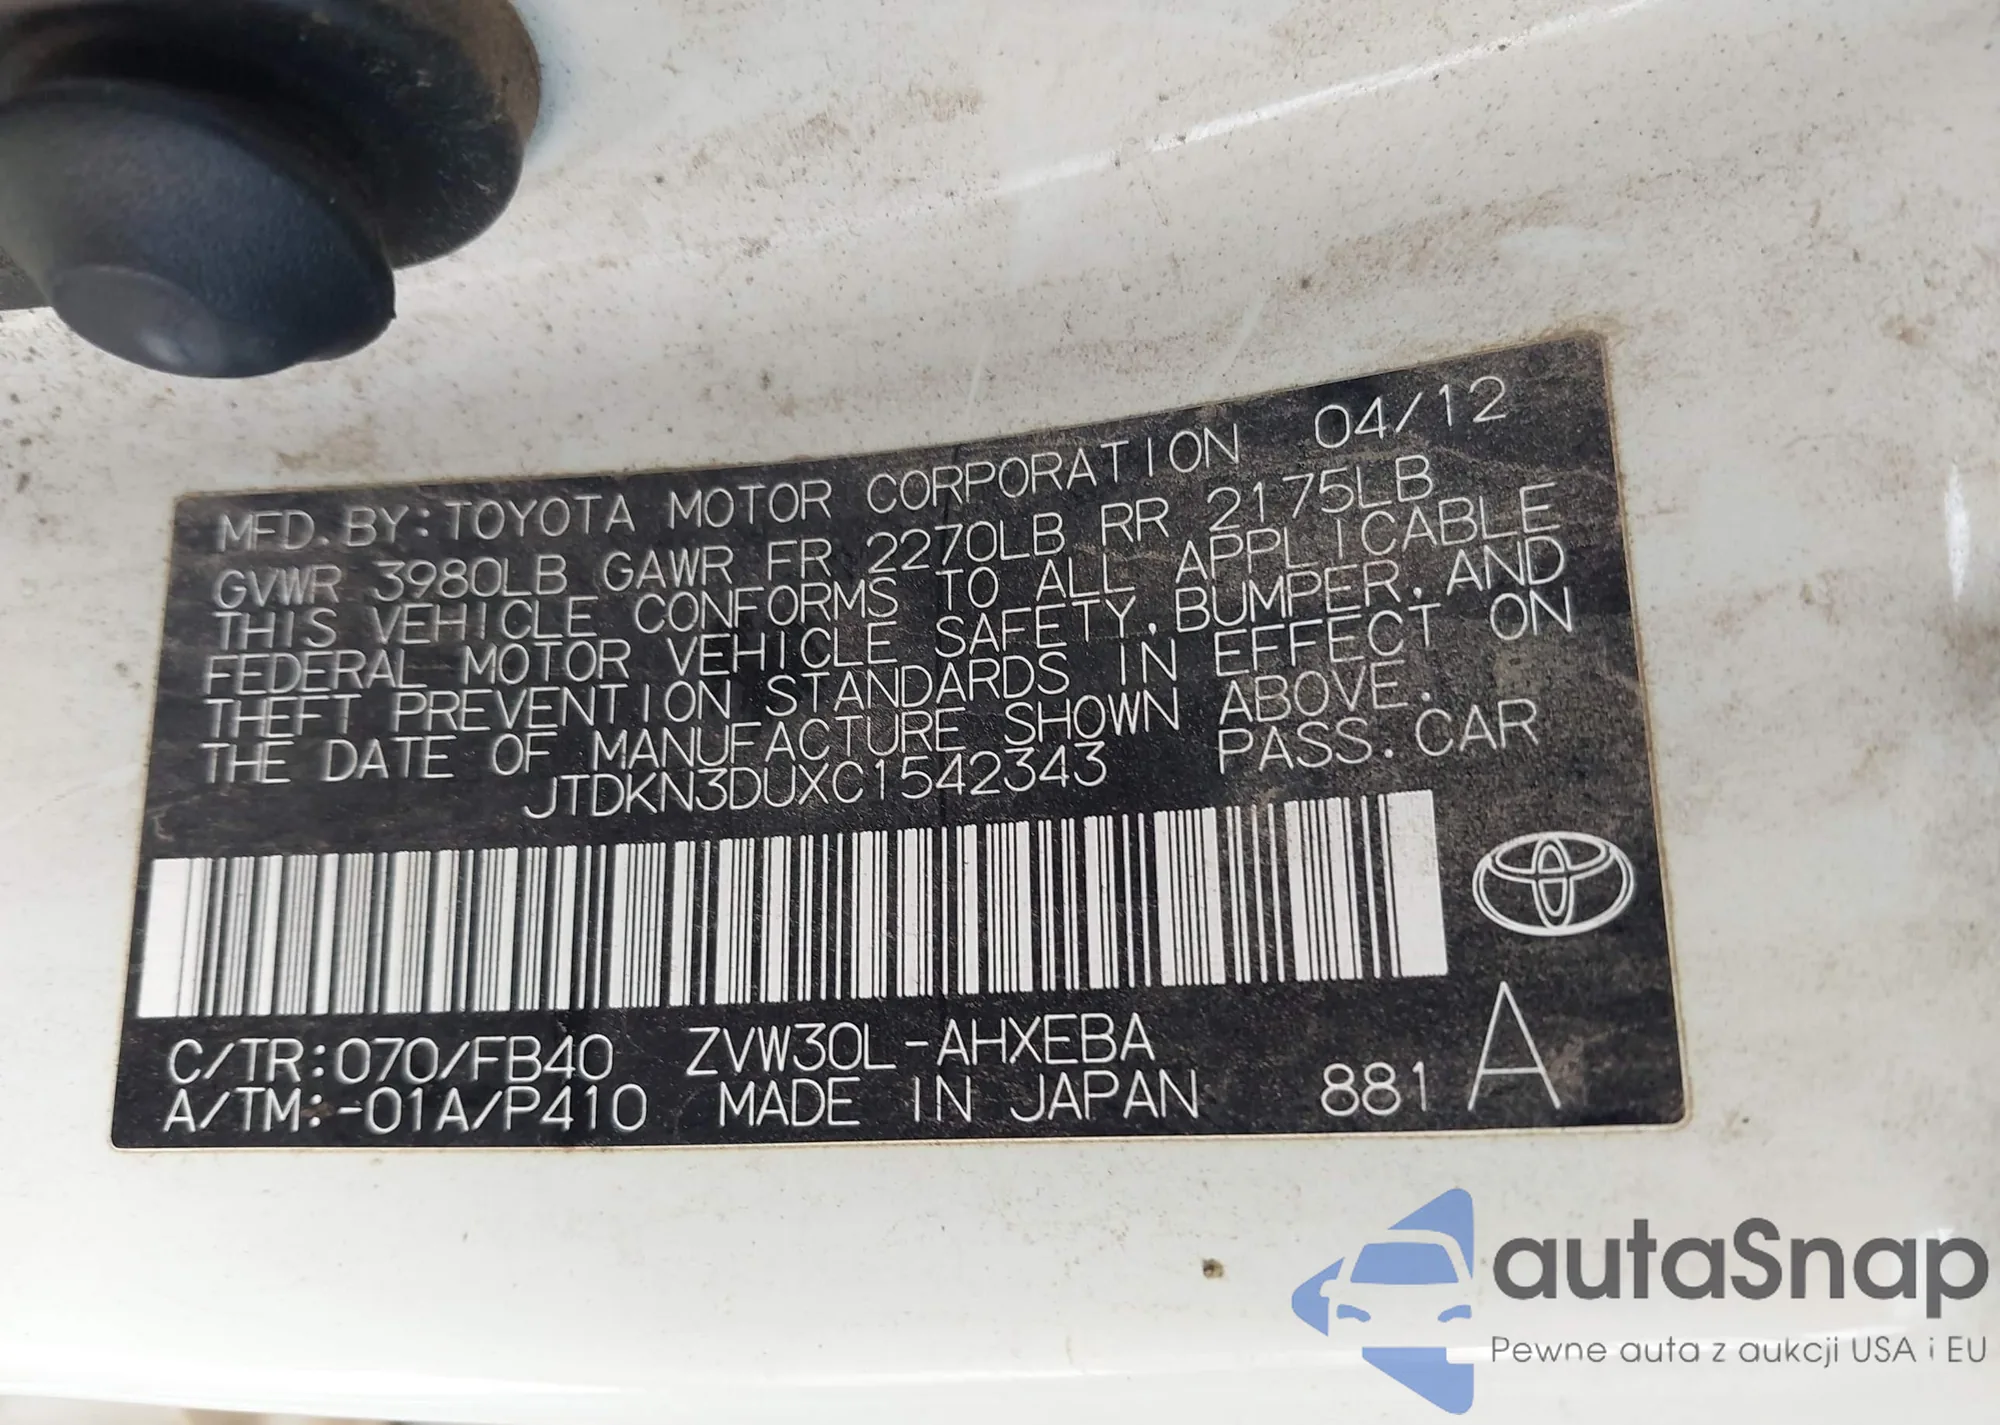 MFD.BY:TOYOTA MOTOR CORPORATION 04/12
GVWR 3980LB GAWR FR 2270LB RR 2175LB
THIS VEHICLE CONFORMS TO ALL APPLICABLE
FEDERAL MOTOR VEHICLE SAFETY,BUMPER,AND
THEFT PREVENTION STANDARDS IN EFFECT ON
THE DATE OF MANUFACTURE SHOWN ABOVE.
JTDKN3DUXC1542343 PASS.CAR
C/TR:070/FB40 ZVW30L-AHXEBA
A/TM:-01A/P410 MADE IN JAPAN 881 A
autaSnap
Pewne auta z aukcji USA i EU